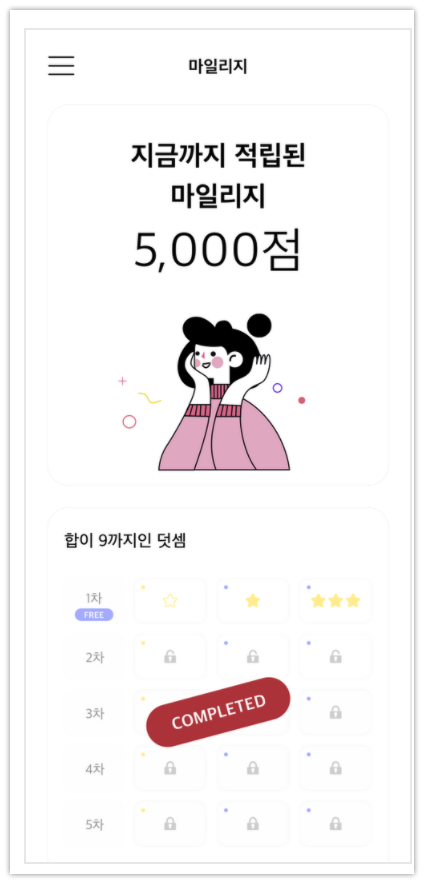 마일리지
지금까지 적립된
마일리지
5,000점
합이 9까지인 덧셈
1차
FREE
2차
3차
COMPLETED
4차
5차